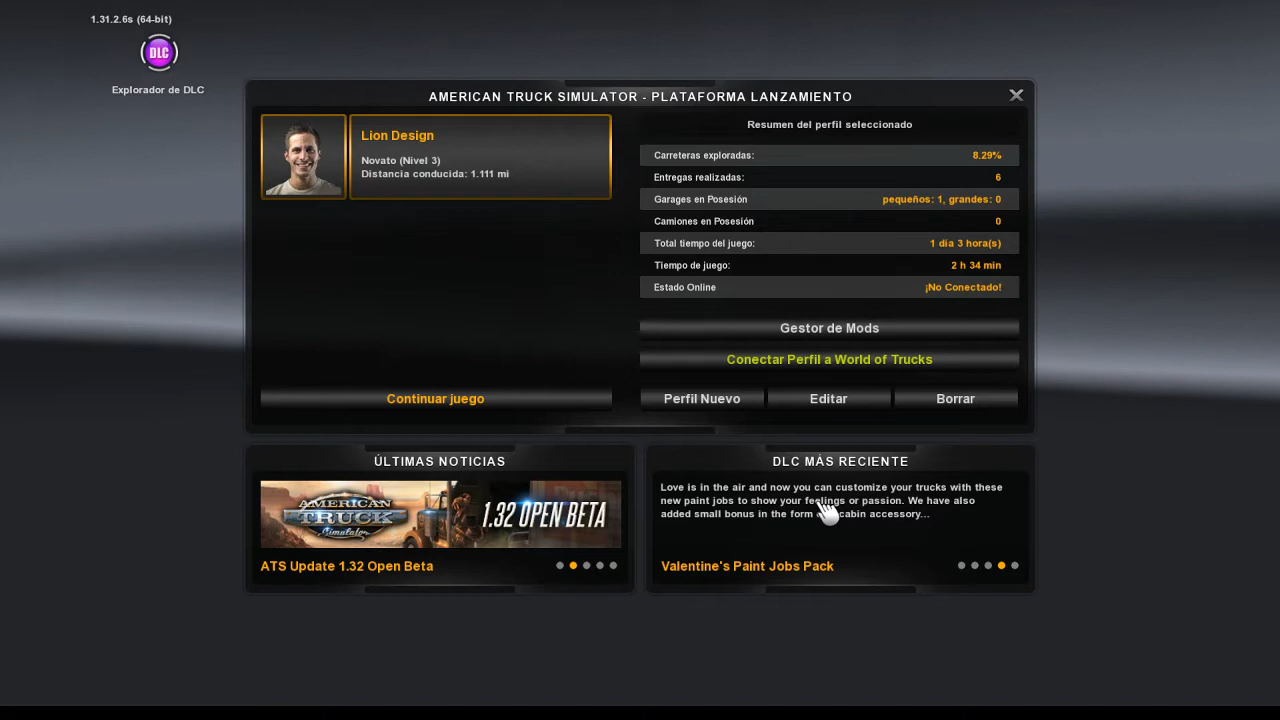 1.31.2.6s (64-bit)
DLC
Explorador de DLC
AMERICAN TRUCK SIMULATOR - PLATAFORMA LANZAMIENTO
Lion Design
Novato (Nivel 3)
Distancia conducida: 1.111 mi
Continuar juego
Resumen del perfil seleccionado
Carreteras exploradas: 8.29%
Entregas realizadas: 6
Garages en Posesión pequeños: 1, grandes: 0
Camiones en Posesión 0
Total tiempo del juego: 1 día 3 hora(s)
Tiempo de juego: 2 h 34 min
Estado Online ¡No Conectado!
Gestor de Mods
Conectar Perfil a World of Trucks
Perfil Nuevo Editar Borrar
ÚLTIMAS NOTICIAS
AMERICAN
TRUCK
Simulator
1.32 OPEN BETA
ATS Update 1.32 Open Beta
DLC MÁS RECIENTE
Love is in the air and now you can customize your trucks with these
new paint jobs to show your feelings or passion. We have also
added small bonus in the form cabin accessory...
Valentine's Paint Jobs Pack